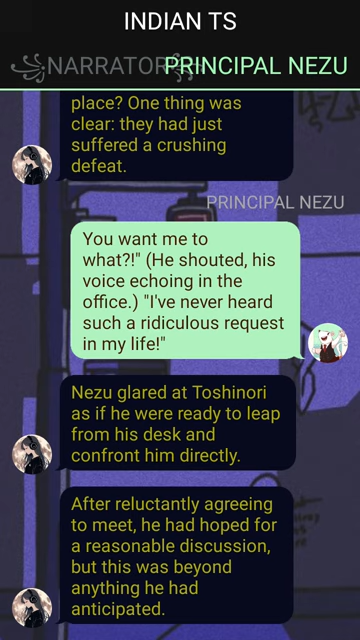 INDIAN TS
NARRATOR PRINCIPAL NEZU
place? One thing was
clear: they had just
suffered a crushing
defeat.
PRINCIPAL NEZU
You want me to
what?!" (He shouted, his
voice echoing in the
office.) "I've never heard
such a ridiculous request
in my life!"
Nezu glared at Toshinori
as if he were ready to leap
from his desk and
confront him directly.
After reluctantly agreeing
to meet, he had hoped for
a reasonable discussion,
but this was beyond
anything he had
anticipated.